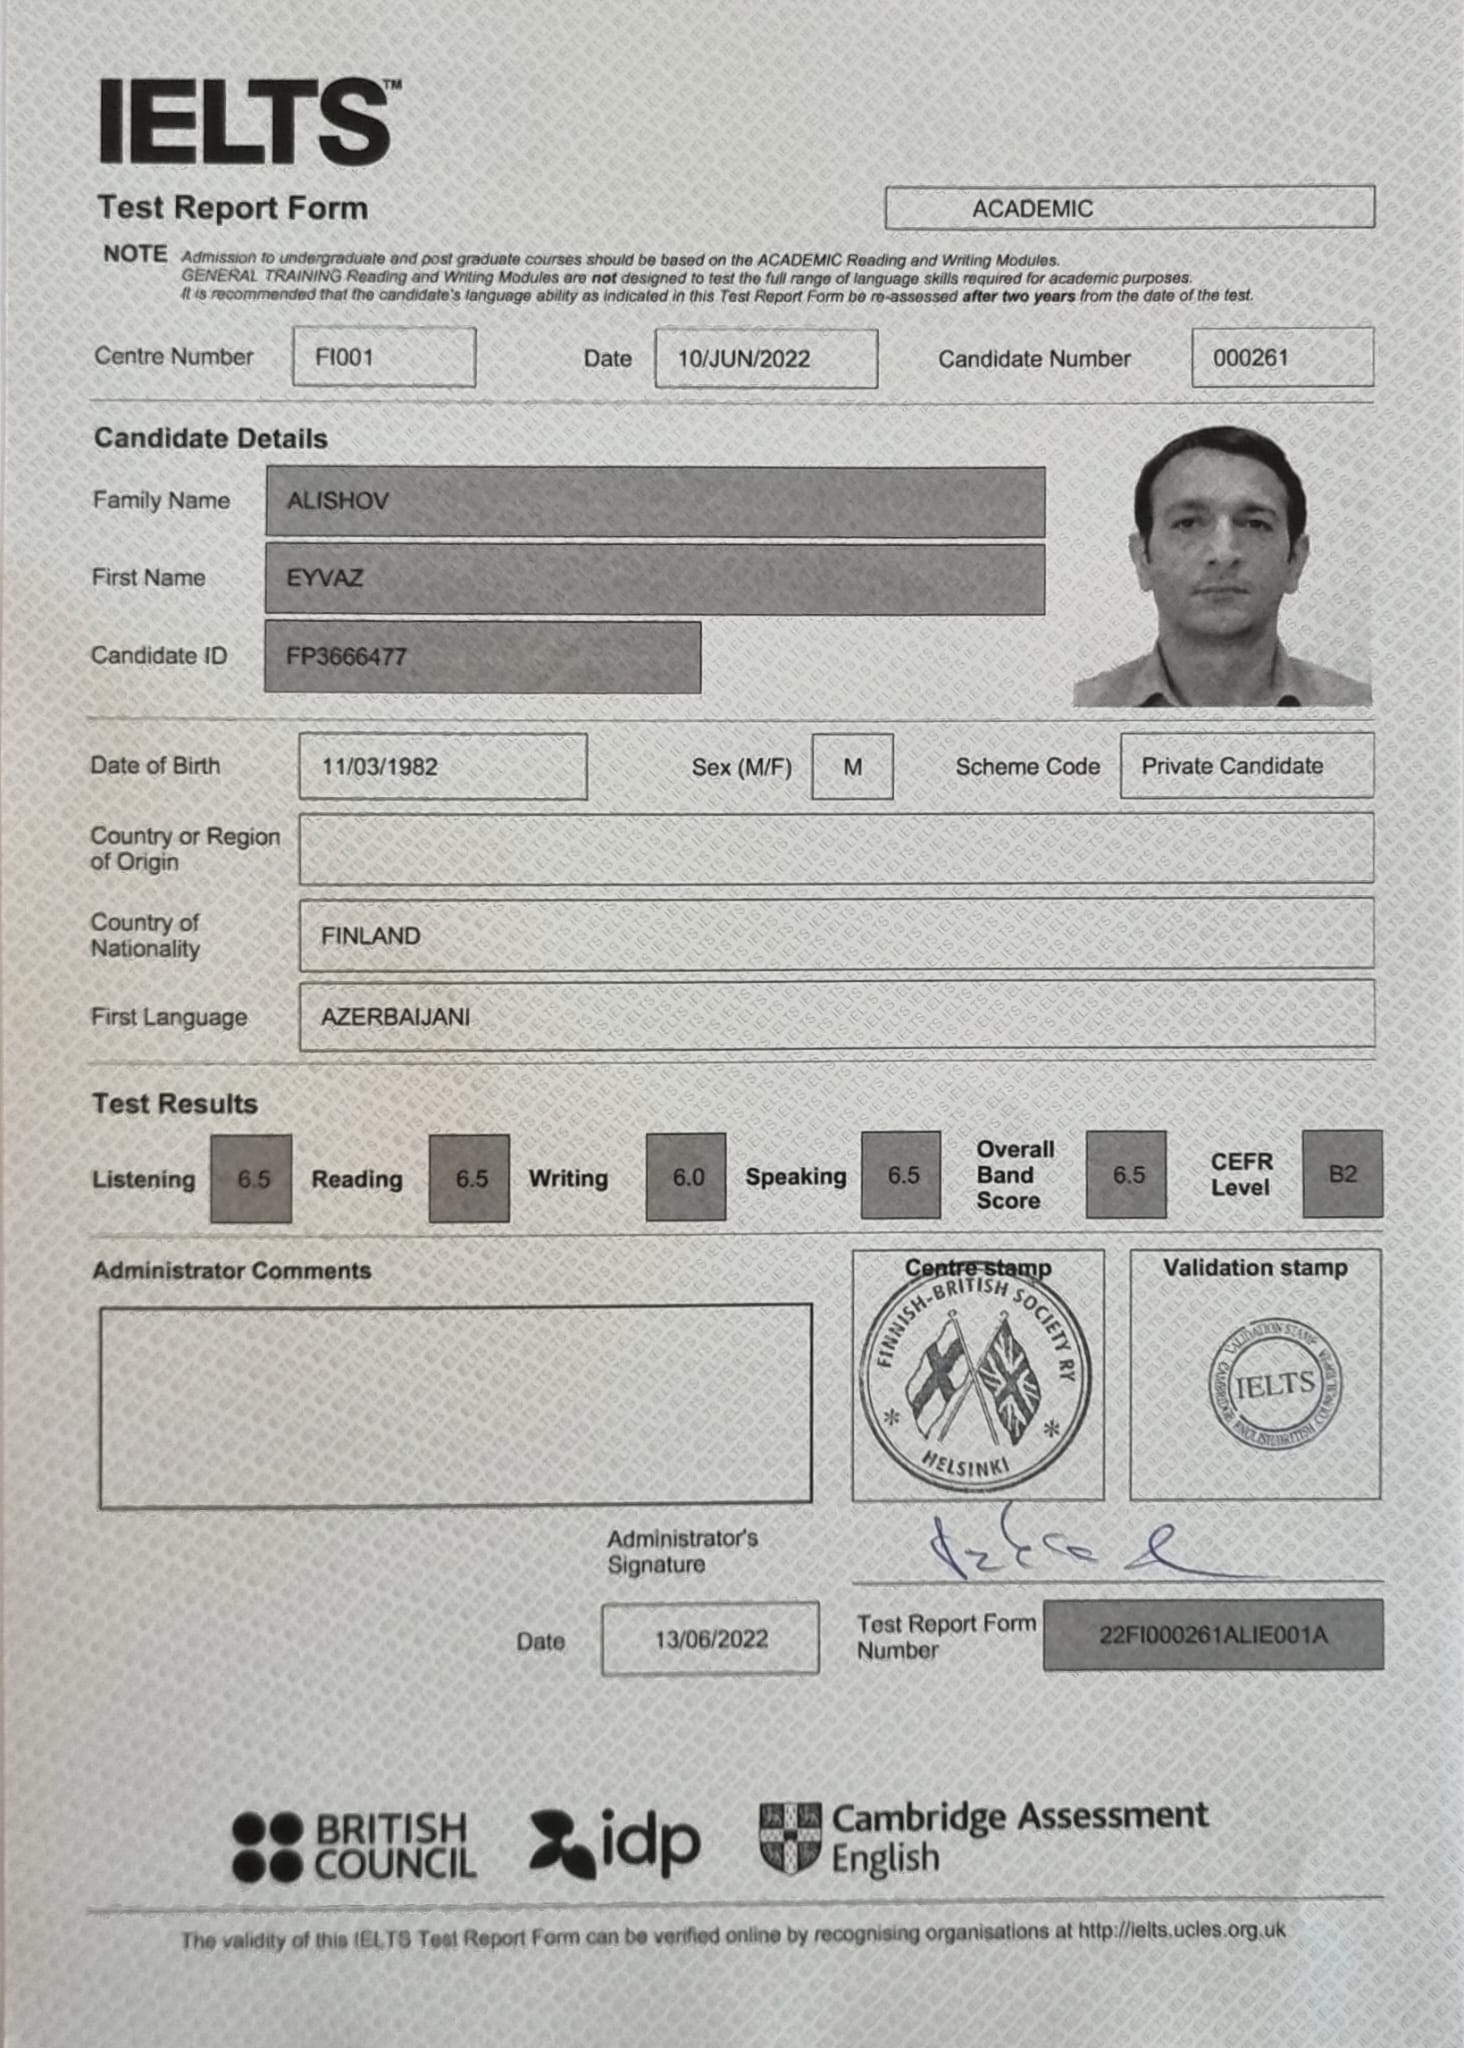 IELTS™
Test Report Form
ACADEMIC
NOTE Admission to undergraduate and post graduate courses should be based on the ACADEMIC Reading and Writing Modules.
GENERAL TRAINING Reading and Writing Modules are not designed to test the full range of language skills required for academic purposes.
It is recommended that the candidate's language ability as indicated in this Test Report Form be re-assessed after two years from the date of the test.
Centre Number FI001 Date 10/JUN/2022 Candidate Number 000261
Candidate Details
Family Name ALISHOV
First Name EYVAZ
Candidate ID FP3666477
Date of Birth 11/03/1982 Sex (M/F) M Scheme Code Private Candidate
Country or Region
of Origin
Country of
Nationality
FINLAND
First Language AZERBAIJANI
Test Results
Listening 6.5 Reading 6.5 Writing 6.0 Speaking 6.5
Overall
Band
Score
6.5
CEFR
Level
B2
Administrator Comments
Centre stamp
FINNISH-BRITISH SOCIETY RY
HELSINKI
Validation stamp
VALIDATION STAMP
IELTS
Administrator's
Signature
Date 13/06/2022
Test Report Form
Number
22FI000261ALIE001A
BRITISH
COUNCIL
idp
Cambridge Assessment
English
The validity of this IELTS Test Report Form can be verified online by recognising organisations at http://ielts.ucles.org.uk